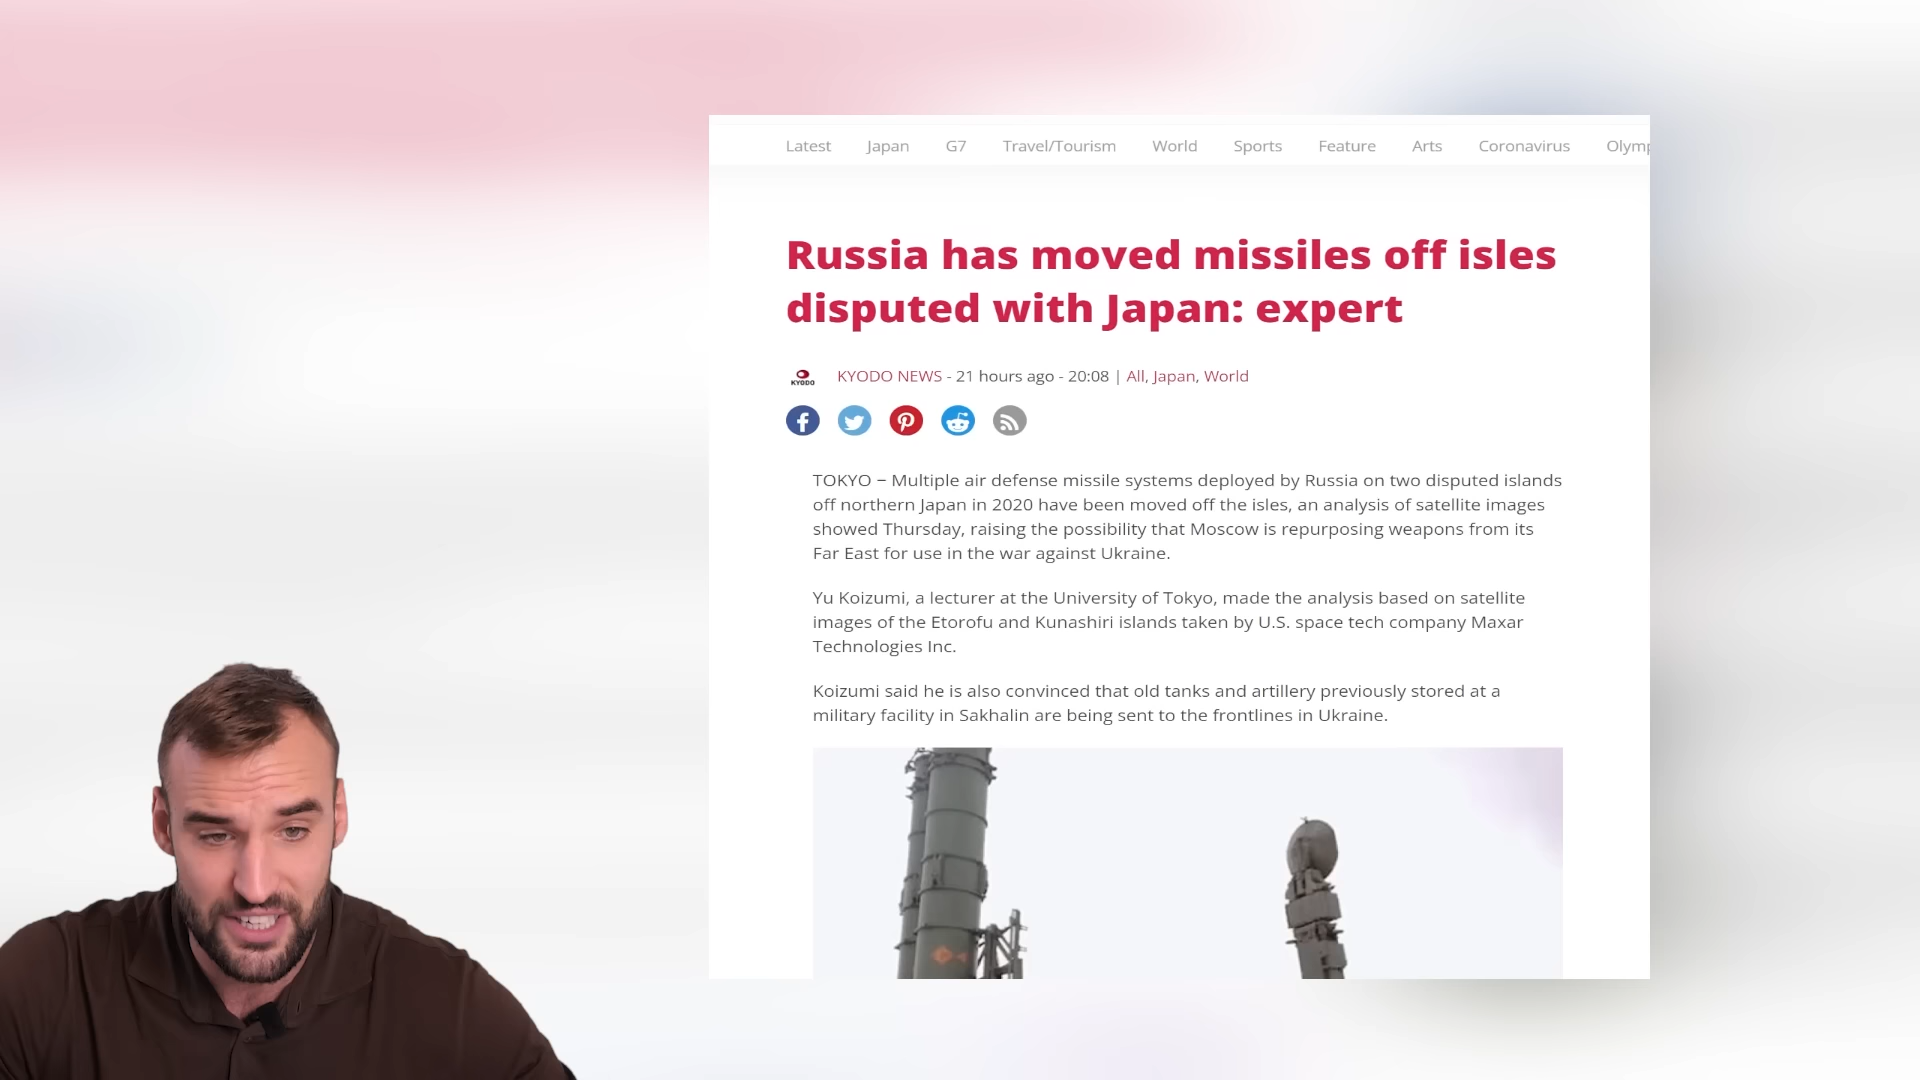 Latest Japan G7 Travel/Tourism World Sports Feature Arts Coronavirus Olymp
Russia has moved missiles off isles
disputed with Japan: expert
KYODO
KYODO NEWS - 21 hours ago - 20:08 | All, Japan, World
TOKYO – Multiple air defense missile systems deployed by Russia on two disputed islands
off northern Japan in 2020 have been moved off the isles, an analysis of satellite images
showed Thursday, raising the possibility that Moscow is repurposing weapons from its
Far East for use in the war against Ukraine.
Yu Koizumi, a lecturer at the University of Tokyo, made the analysis based on satellite
images of the Etorofu and Kunashiri islands taken by U.S. space tech company Maxar
Technologies Inc.
Koizumi said he is also convinced that old tanks and artillery previously stored at a
military facility in Sakhalin are being sent to the frontlines in Ukraine.